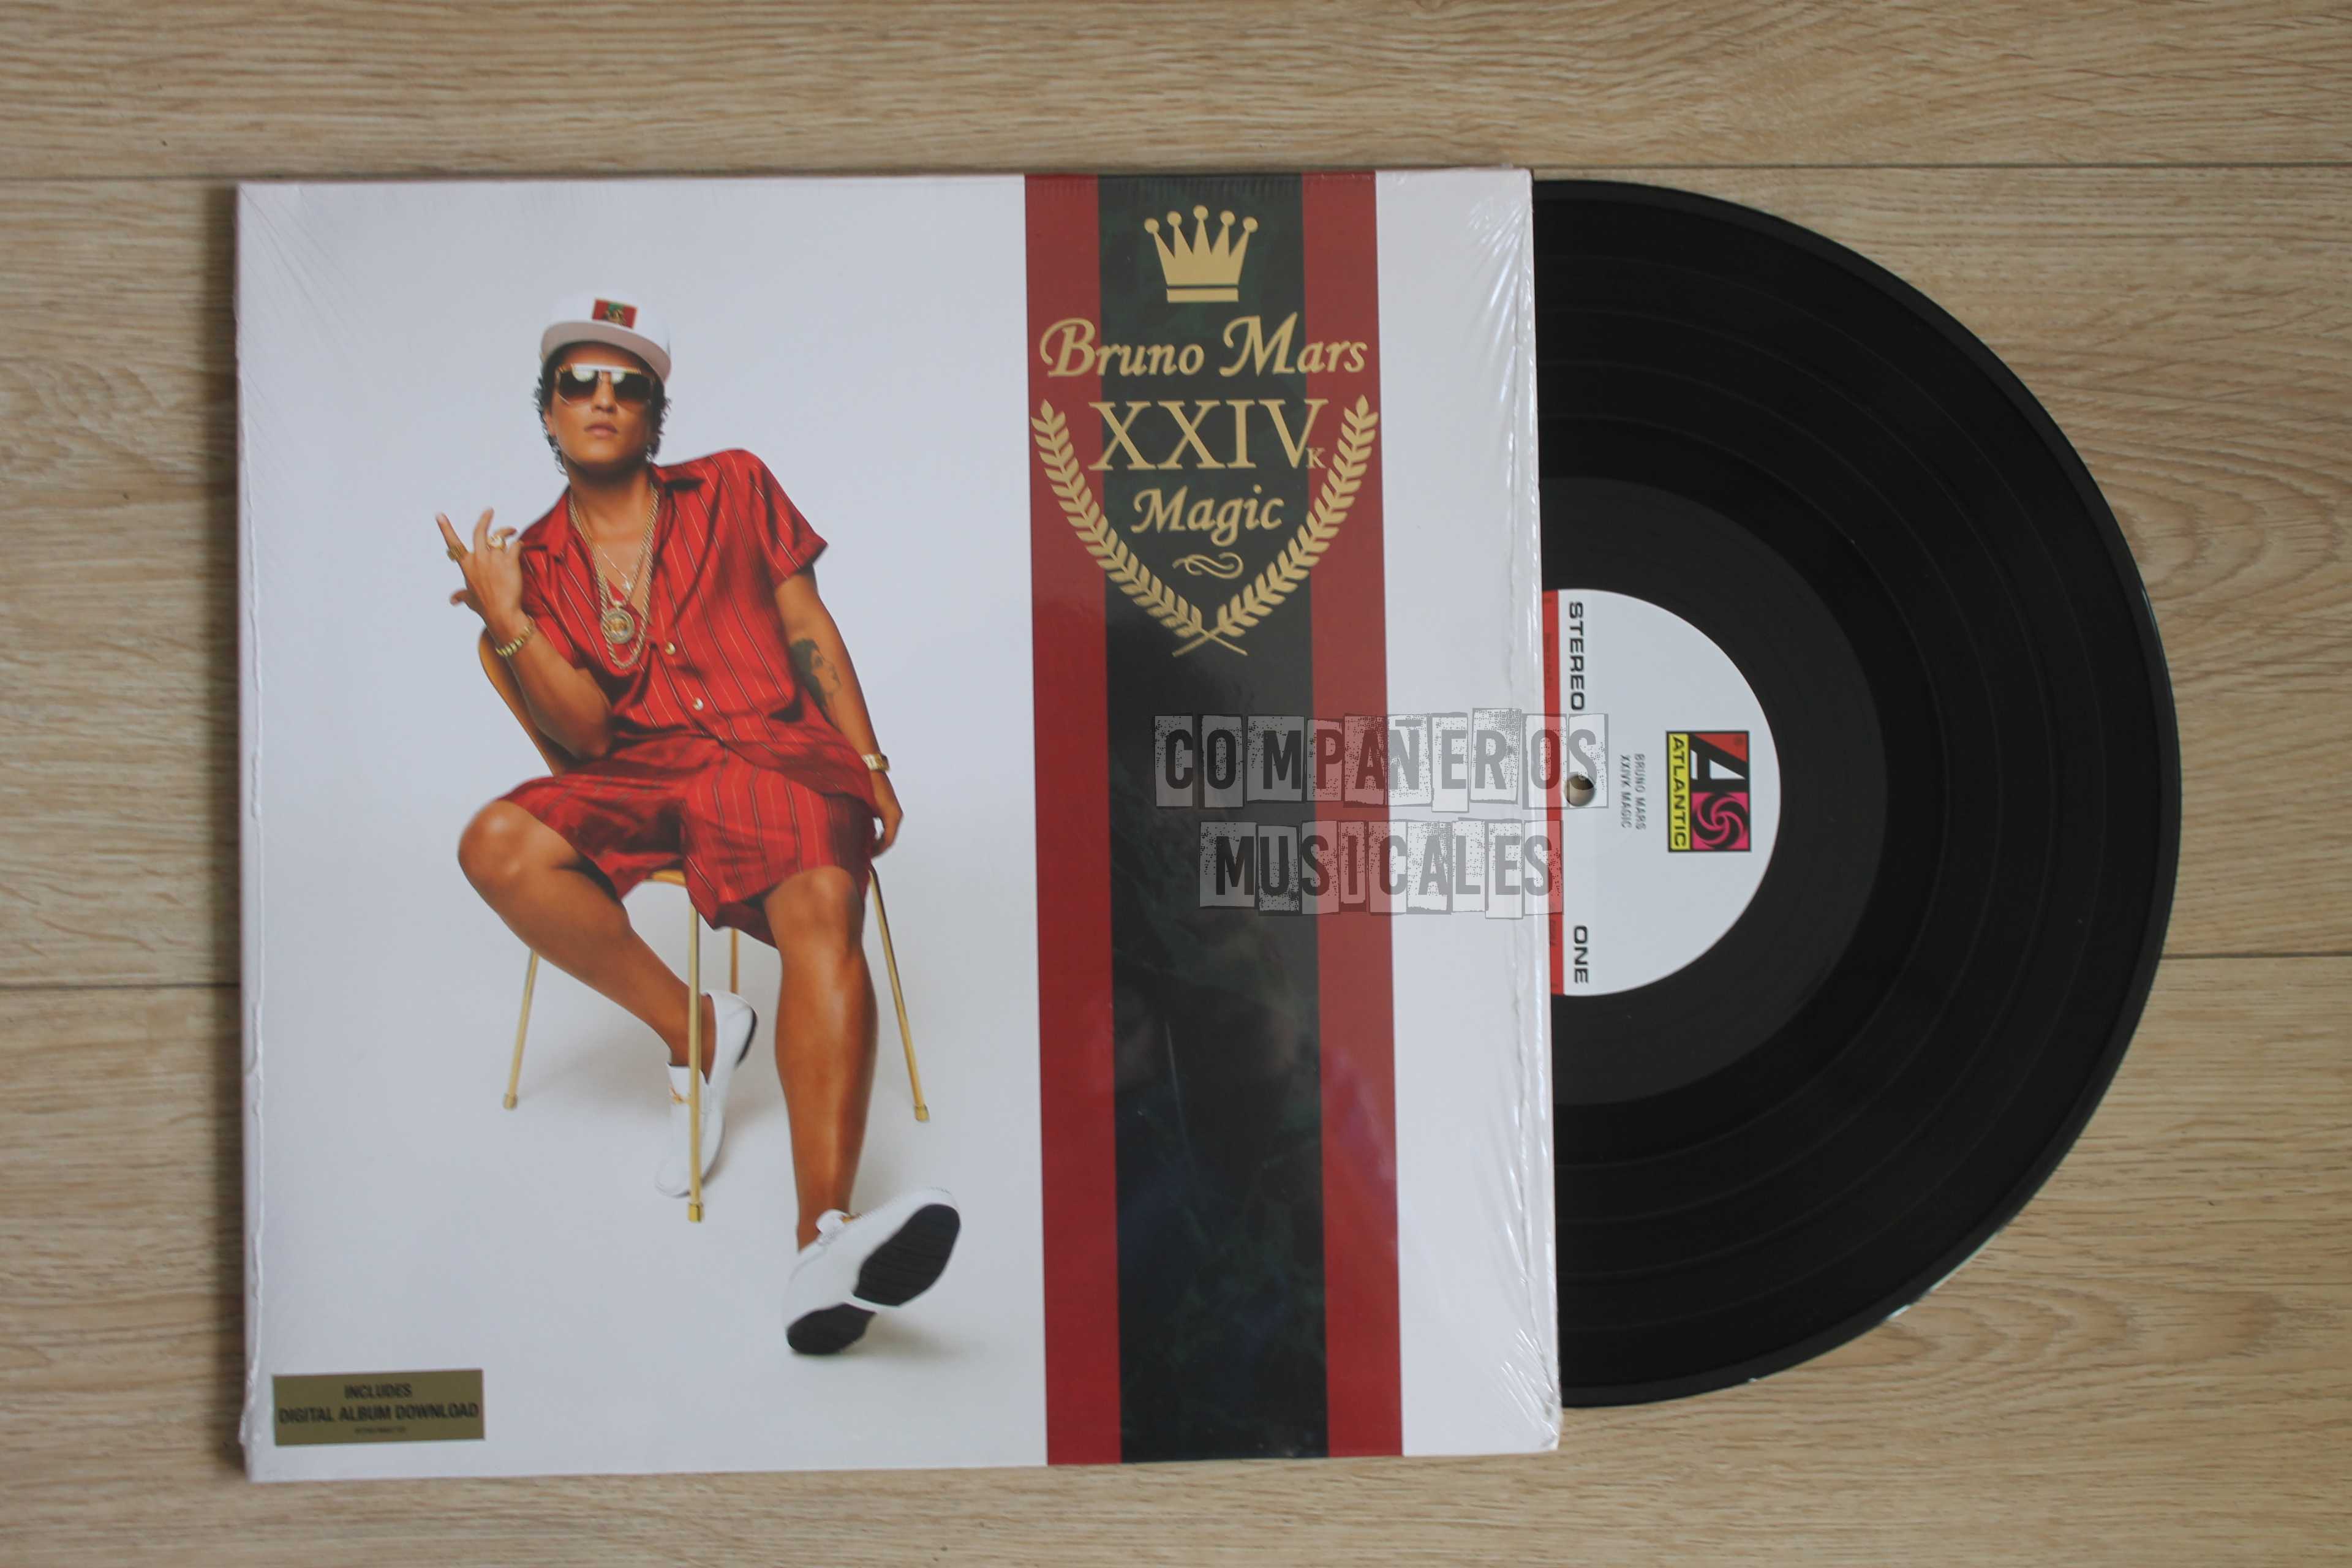 Bruno Mars
XXIVK
Magic
COMPAÑEROS
MUSICALES
STEREO
ONE
BRUNO MARS
XXIVK MAGIC
ATLANTIC
INCLUDES
DIGITAL ALBUM DOWNLOAD